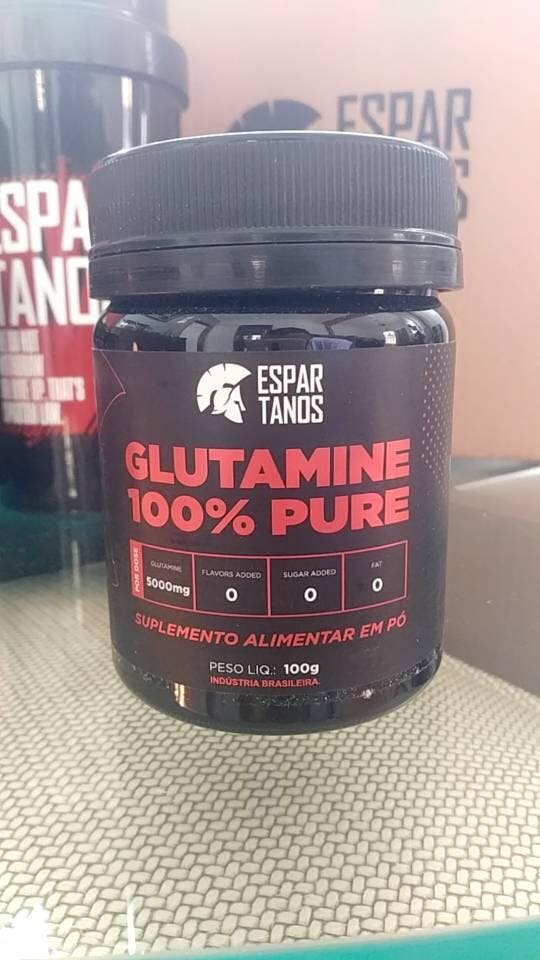 ESPAR
SPA
TANO
ESPAR
TANOS
GLUTAMINE
100% PURE
POR DOSE
GLUTAMINE
5000mg
FLAVORS ADDED
0
SUGAR ADDED
0
FAT
0
SUPLEMENTO ALIMENTAR EM PÓ
PESO LIQ.: 100g
INDÚSTRIA BRASILEIRA.